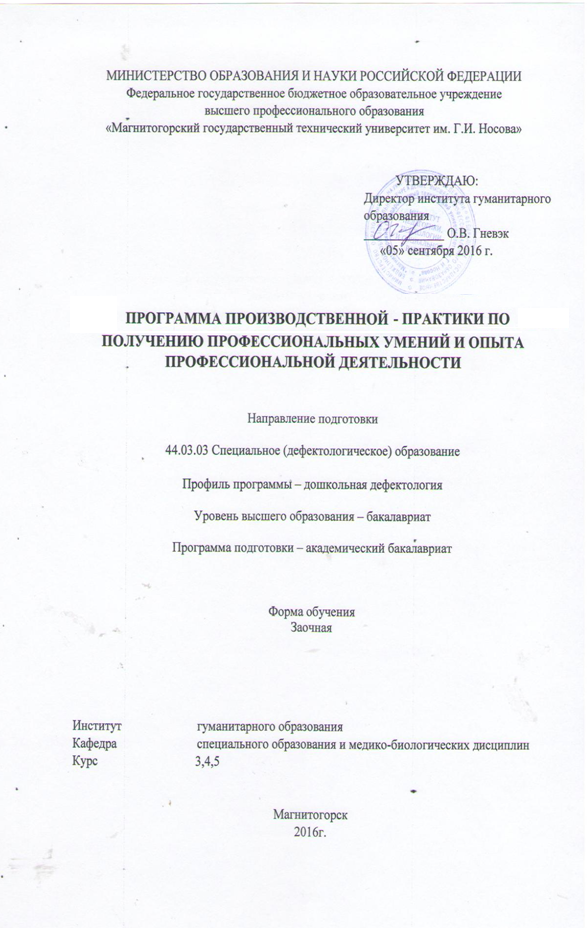 МИНИСТЕРСТВО ОБРАЗОВАНИЯ И НАУКИ РОССИЙСКОЙ ФЕДЕРАЦИИ
Федеральное государственное бюджетное образовательное учреждение
высшего профессионального образования
«Магнитогорский государственный технический университет им. Г.И. Носова»
УТВЕРЖДАЮ:
Директор института гуманитарного
образования
О.В. Гневэк
«05» сентября 2016 г.
ПРОГРАММА ПРОИЗВОДСТВЕННОЙ - ПРАКТИКИ ПО
ПОЛУЧЕНИЮ ПРОФЕССИОНАЛЬНЫХ УМЕНИЙ И ОПЫТА
ПРОФЕССИОНАЛЬНОЙ ДЕЯТЕЛЬНОСТИ
Направление подготовки
44.03.03 Специальное (дефектологическое) образование
Профиль программы – дошкольная дефектология
Уровень высшего образования – бакалавриат
Программа подготовки – академический бакалавриат
Форма обучения
Заочная
Институт гуманитарного образования
Кафедра специального образования и медико-биологических дисциплин
Курс 3,4,5
Магнитогорск
2016г.